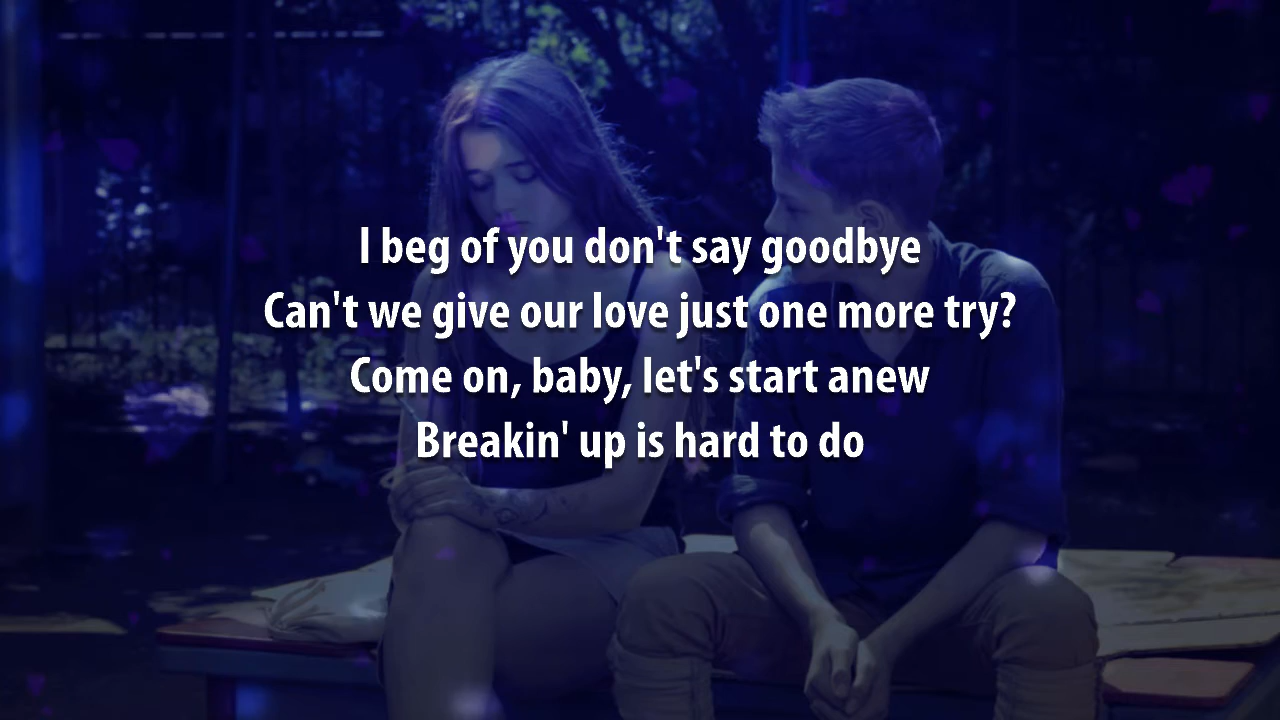 I beg of you don't say goodbye
Can't we give our love just one more try?
Come on, baby, let's start anew
Breakin' up is hard to do